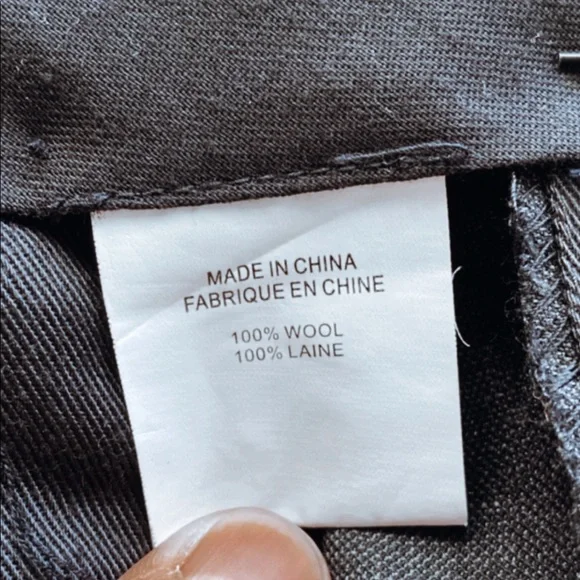 MADE IN CHINA
FABRIQUE EN CHINE
100% WOOL
100% LAINE